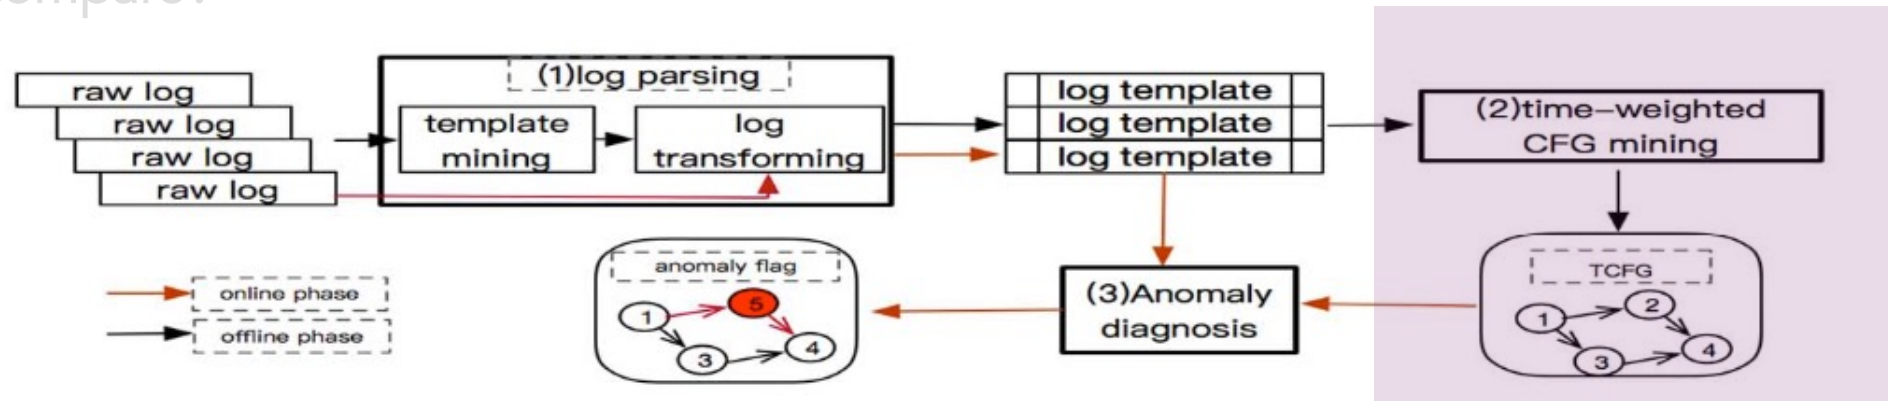 raw log
raw log
raw log
raw log
(1)log parsing
template
mining
log
transforming
log template
log template
log template
(2)time-weighted
CFG mining
online phase
offline phase
anomaly flag
1
5
3
4
(3)Anomaly
diagnosis
TCFG
1
2
3
4